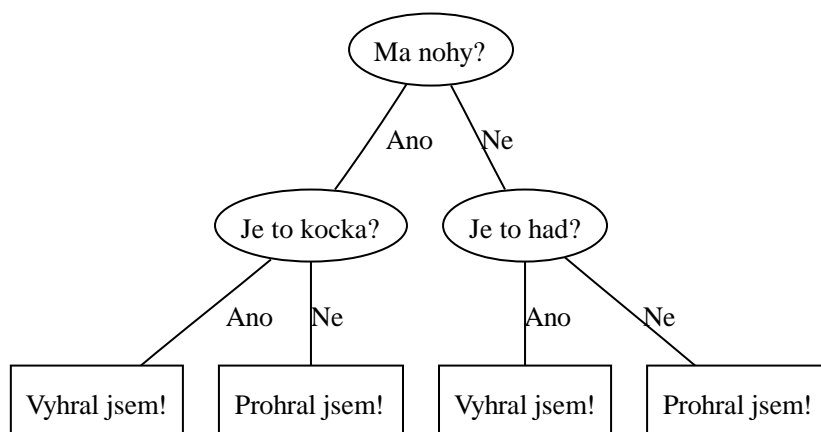 Ma nohy?
Ano
Ne
Je to kocka?
Je to had?
Ano
Ne
Ano
Ne
Vyhral jsem!
Prohral jsem!
Vyhral jsem!
Prohral jsem!